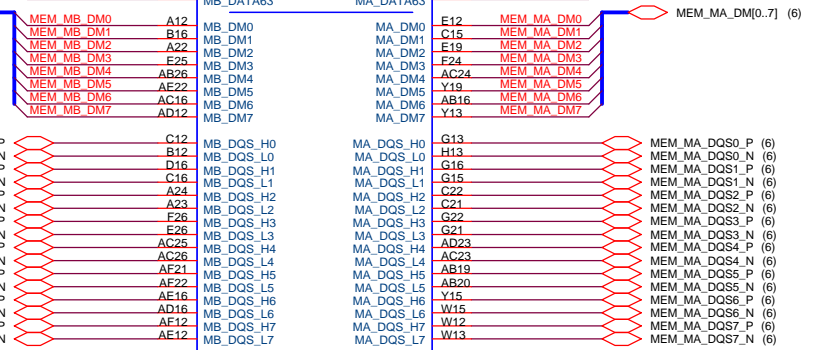 MB_DATA63 MA_DATA63
MEM_MB_DM0 A12 MB_DM0 MA_DM0 E12 MEM_MA_DM0 MEM_MA_DM[0..7] (6)
MEM_MB_DM1 B16 MB_DM1 MA_DM1 C15 MEM_MA_DM1
MEM_MB_DM2 A22 MB_DM2 MA_DM2 E19 MEM_MA_DM2
MEM_MB_DM3 E25 MB_DM3 MA_DM3 F24 MEM_MA_DM3
MEM_MB_DM4 AB26 MB_DM4 MA_DM4 AC24 MEM_MA_DM4
MEM_MB_DM5 AE22 MB_DM5 MA_DM5 Y19 MEM_MA_DM5
MEM_MB_DM6 AC16 MB_DM6 MA_DM6 AB16 MEM_MA_DM6
MEM_MB_DM7 AD12 MB_DM7 MA_DM7 Y13 MEM_MA_DM7
P C12 MB_DQS_H0 MA_DQS_H0 G13 MEM_MA_DQS0_P (6)
N B12 MB_DQS_L0 MA_DQS_L0 H13 MEM_MA_DQS0_N (6)
P D16 MB_DQS_H1 MA_DQS_H1 G16 MEM_MA_DQS1_P (6)
N C16 MB_DQS_L1 MA_DQS_L1 G15 MEM_MA_DQS1_N (6)
P A24 MB_DQS_H2 MA_DQS_H2 C22 MEM_MA_DQS2_P (6)
N A23 MB_DQS_L2 MA_DQS_L2 C21 MEM_MA_DQS2_N (6)
P F26 MB_DQS_H3 MA_DQS_H3 G22 MEM_MA_DQS3_P (6)
N E26 MB_DQS_L3 MA_DQS_L3 G21 MEM_MA_DQS3_N (6)
P AC25 MB_DQS_H4 MA_DQS_H4 AD23 MEM_MA_DQS4_P (6)
N AC26 MB_DQS_L4 MA_DQS_L4 AC23 MEM_MA_DQS4_N (6)
P AF21 MB_DQS_H5 MA_DQS_H5 AB19 MEM_MA_DQS5_P (6)
N AF22 MB_DQS_L5 MA_DQS_L5 AB20 MEM_MA_DQS5_N (6)
P AE16 MB_DQS_H6 MA_DQS_H6 Y15 MEM_MA_DQS6_P (6)
N AD16 MB_DQS_L6 MA_DQS_L6 W15 MEM_MA_DQS6_N (6)
P AF12 MB_DQS_H7 MA_DQS_H7 W12 MEM_MA_DQS7_P (6)
N AE12 MB_DQS_L7 MA_DQS_L7 W13 MEM_MA_DQS7_N (6)